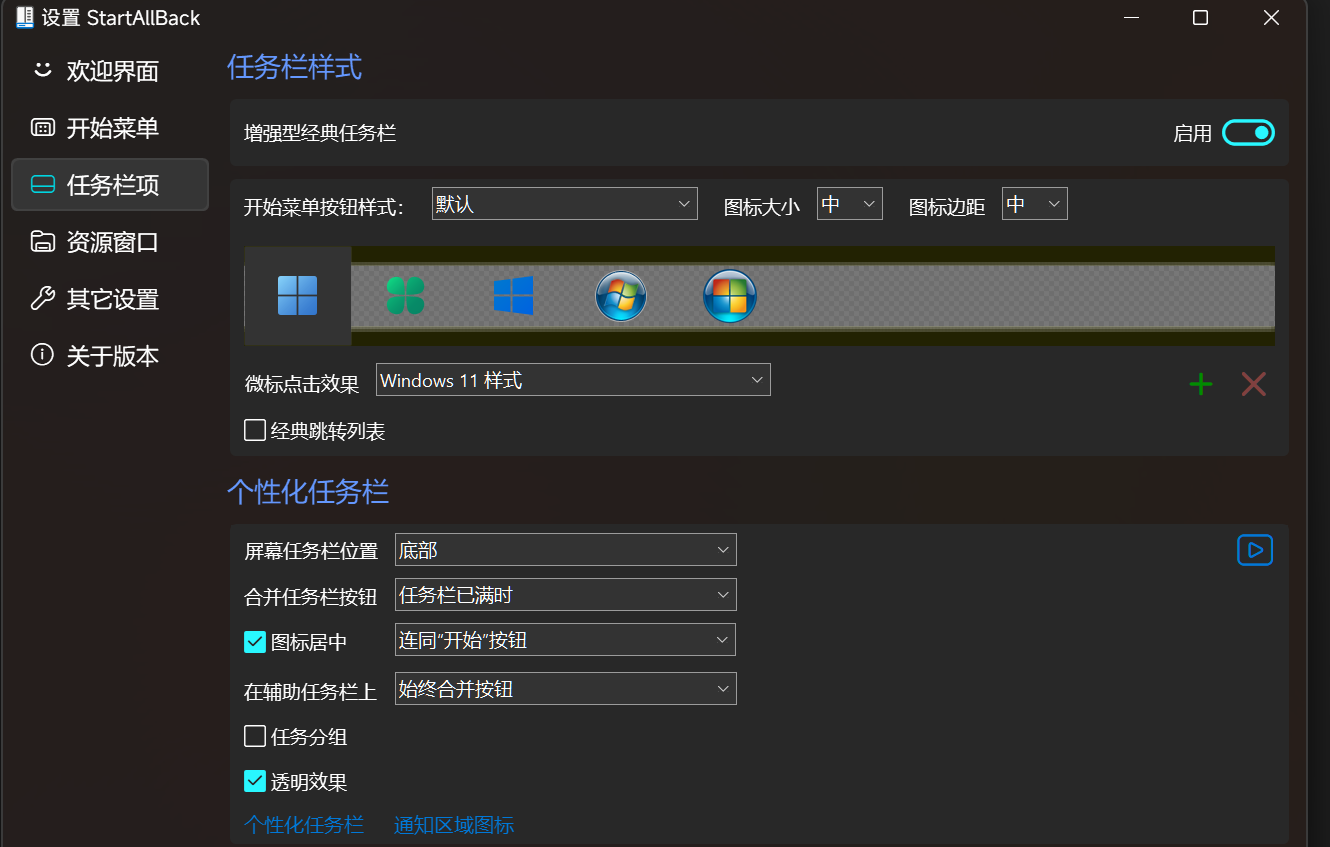 设置 StartAllBack
欢迎界面
开始菜单
任务栏项
资源窗口
其它设置
关于版本
任务栏样式
增强型经典任务栏 启用
开始菜单按钮样式： 默认 图标大小 中 图标边距 中
微标点击效果 Windows 11 样式
经典跳转列表
个性化任务栏
屏幕任务栏位置 底部
合并任务栏按钮 任务栏已满时
图标居中 连同“开始”按钮
在辅助任务栏上 始终合并按钮
任务分组
透明效果
个性化任务栏 通知区域图标